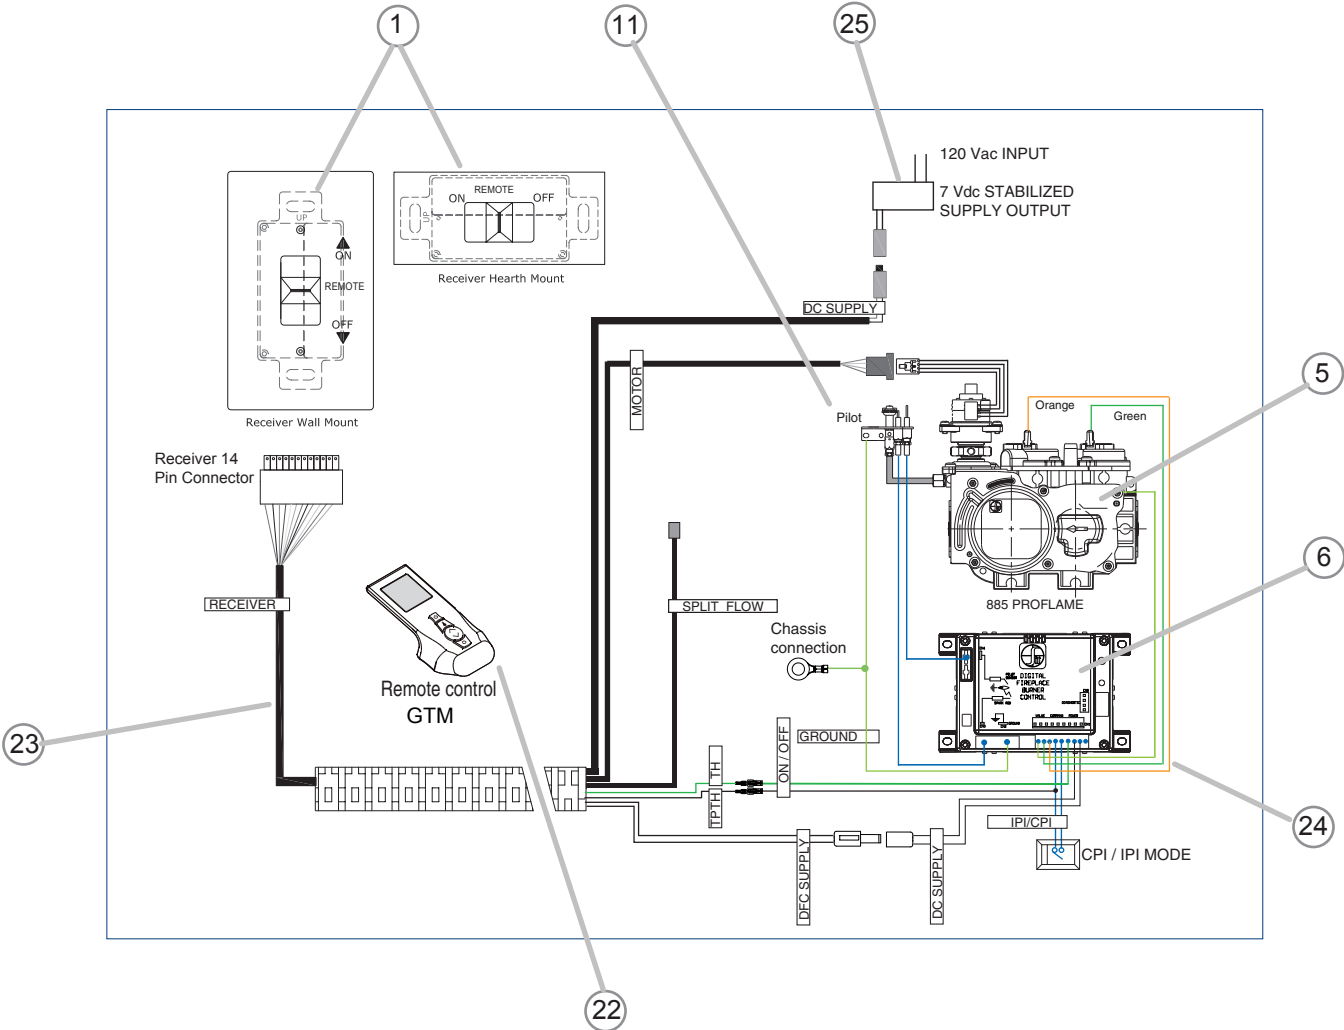 1
11
25
120 Vac INPUT
7 Vdc STABILIZED
SUPPLY OUTPUT
UP
ON
REMOTE
OFF
Receiver Wall Mount
REMOTE
ON
OFF
UP
Receiver Hearth Mount
DC SUPPLY
MOTOR
Pilot
Orange
Green
5
885 PROFLAME
6
Receiver 14
Pin Connector
RECEIVER
SPLIT FLOW
Chassis
connection
Remote control
GTM
DIGITAL
FIREPLACE
BURNER
CONTROL
23
TH
TPTH
ON / OFF
GROUND
24
IPI/CPI
CPI / IPI MODE
DFC SUPPLY
DC SUPPLY
22